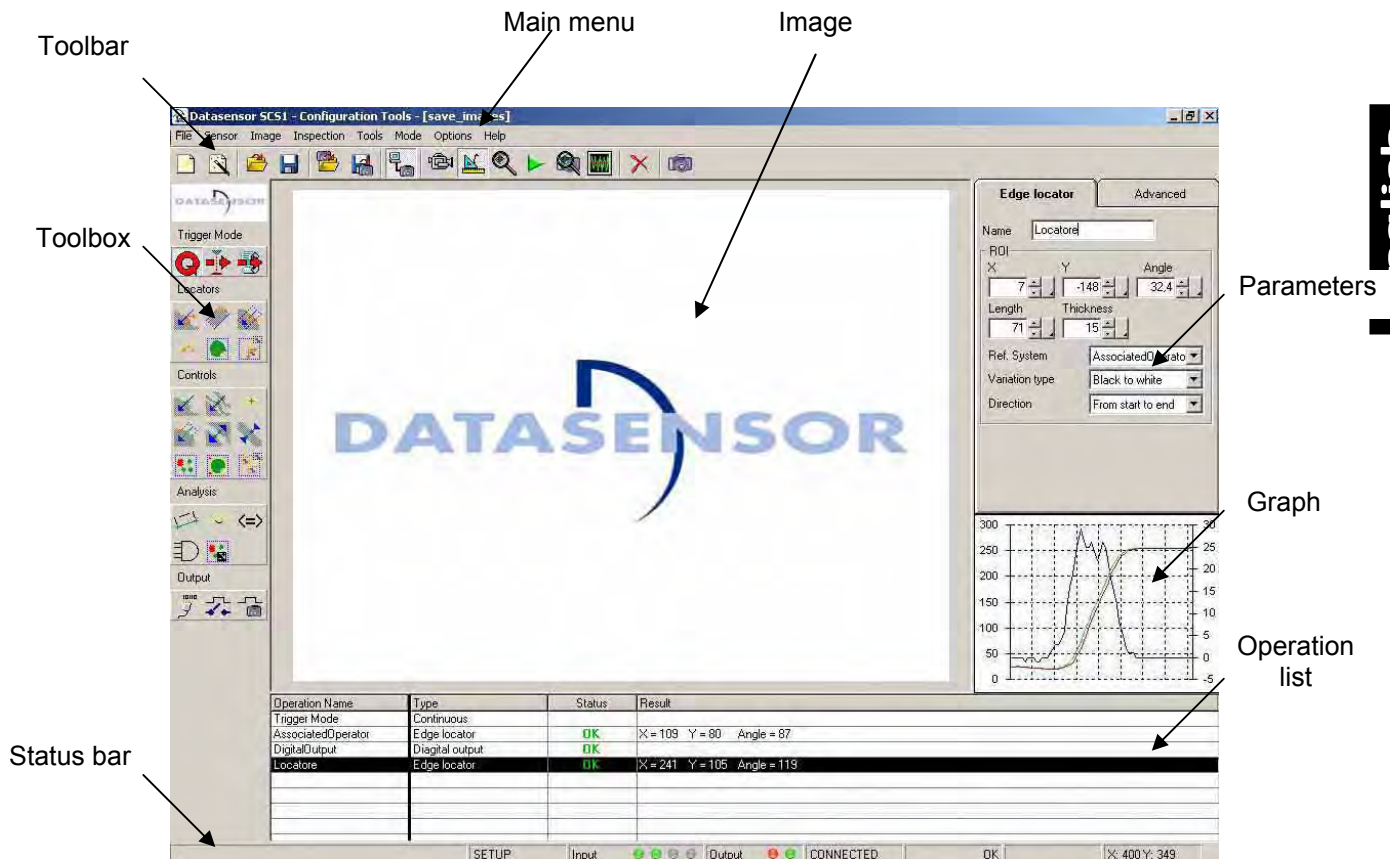 Main menu
Image
Toolbar
Datasensor SCS1 - Configuration Tools - [save_images]
File Sensor Image Inspection Tools Mode Options Help
DATASENSOR
Edge locator Advanced
Toolbox
Trigger Mode
Name Locatore
ROI
X Y Angle
7 -148 32,4
Parameters
Locators
Length Thickness
71 15
Ref. System AssociatedOperato
Variation type Black to white
Direction From start to end
Controls
DATASENSOR
Analysis
<=>
Graph
300 30
250 25
200 20
15
150
10
100
5
50
0
0 -5
Output
Operation
list
Operation Name Type Status Result
Trigger Mode Continuous
AssociatedOperator Edge locator OK X = 109 Y = 80 Angle = 87
DigitalOutput Diagital output OK
Locatore Edge locator OK X = 241 Y = 105 Angle = 119
Status bar
SETUP Input Output CONNECTED OK X: 400 Y: 349